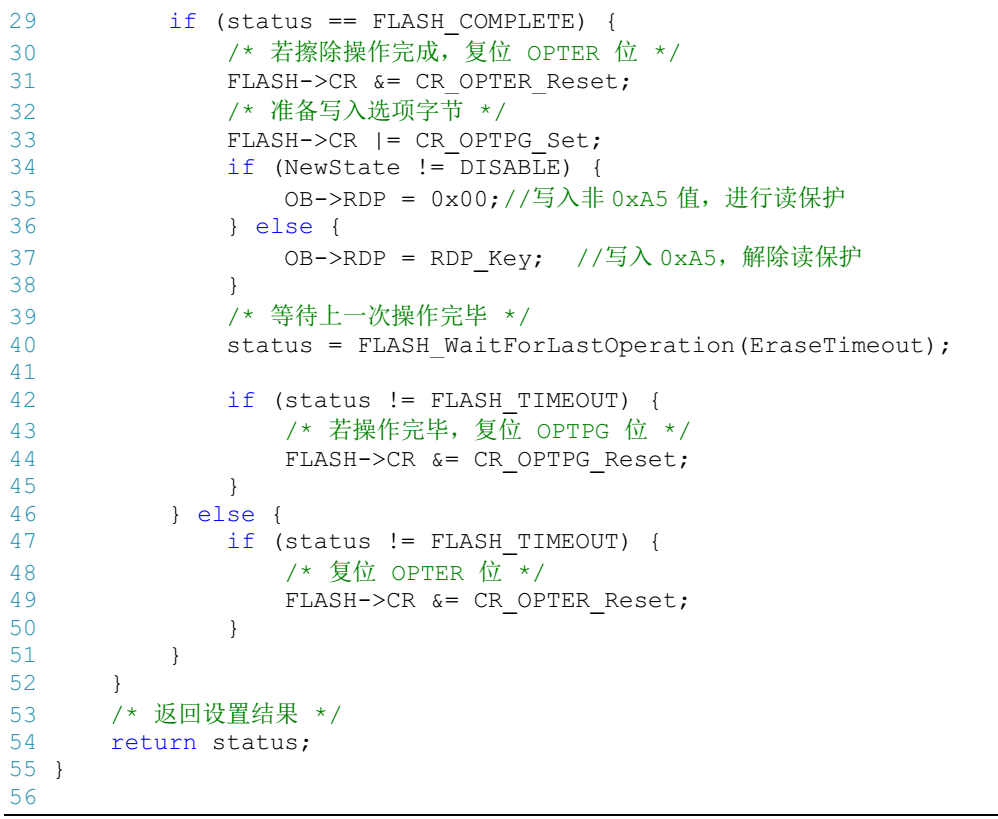 29         if (status == FLASH_COMPLETE) {
30             /* 若擦除操作完成，复位 OPTER 位 */
31             FLASH->CR &= CR_OPTER_Reset;
32             /* 准备写入选项字节 */
33             FLASH->CR |= CR_OPTPG_Set;
34             if (NewState != DISABLE) {
35                 OB->RDP = 0x00;//写入非 0xA5 值，进行读保护
36             } else {
37                 OB->RDP = RDP_Key;  //写入 0xA5，解除读保护
38             }
39             /* 等待上一次操作完毕 */
40             status = FLASH_WaitForLastOperation(EraseTimeout);
41
42             if (status != FLASH_TIMEOUT) {
43                 /* 若操作完毕，复位 OPTPG 位 */
44                 FLASH->CR &= CR_OPTPG_Reset;
45             }
46         } else {
47             if (status != FLASH_TIMEOUT) {
48                 /* 复位 OPTER 位 */
49                 FLASH->CR &= CR_OPTER_Reset;
50             }
51         }
52     }
53     /* 返回设置结果 */
54     return status;
55 }
56